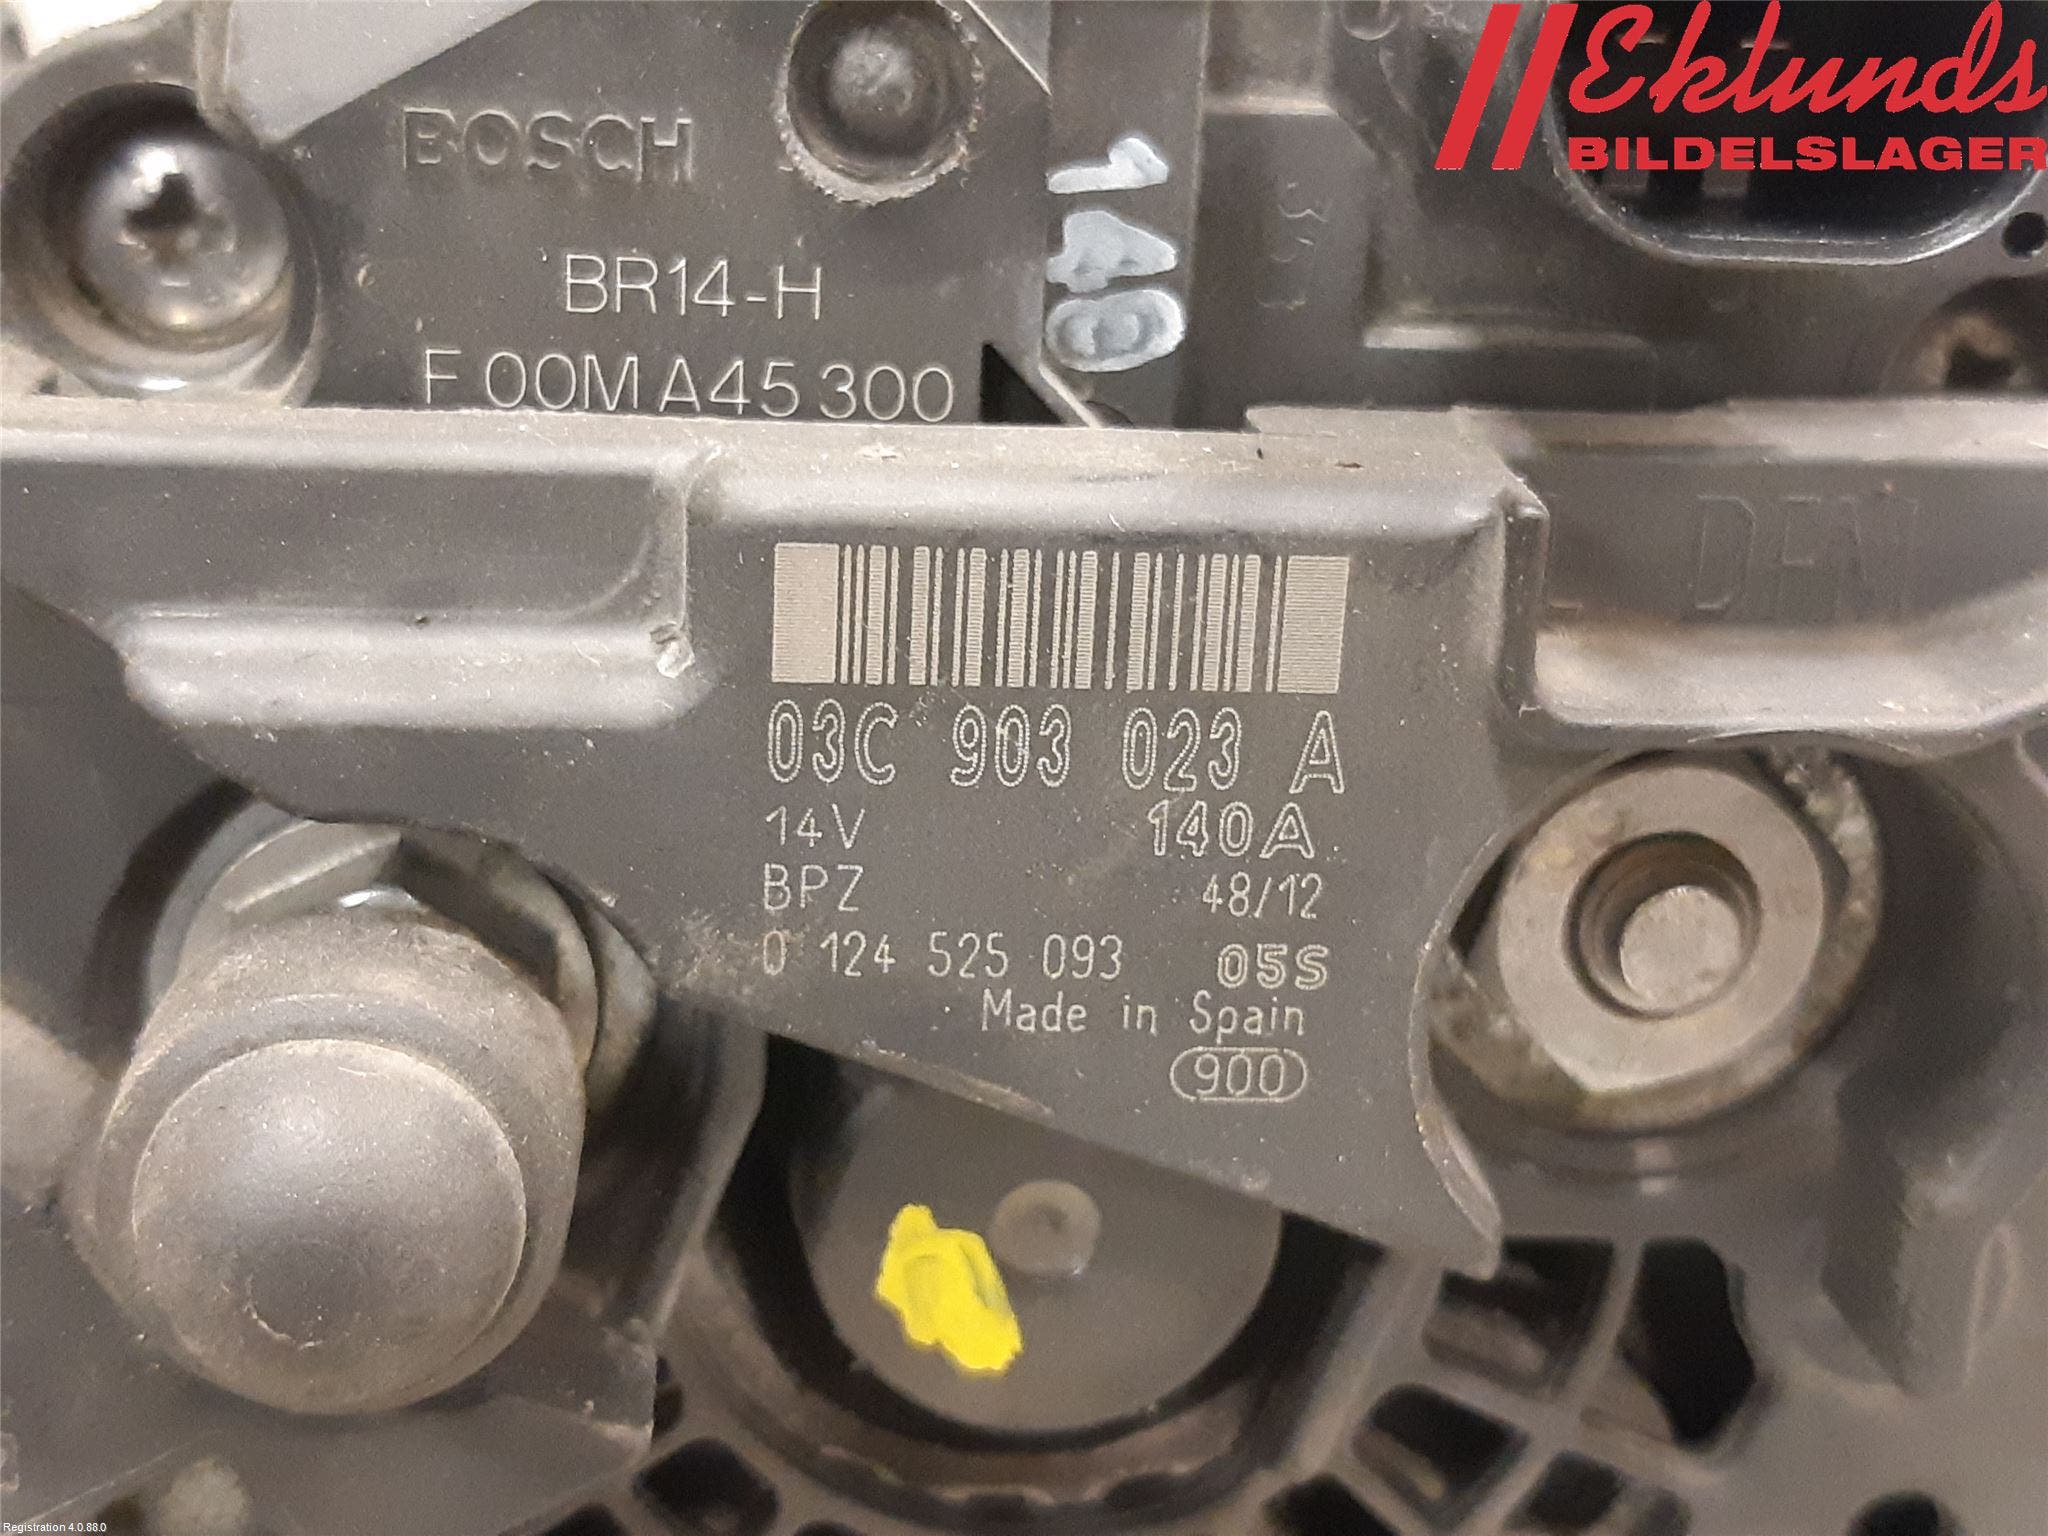 Eklunds
BILDELSLAGER
BOSCH
BR14-H
F 00M A45 300
140
03C 903 023 A
14V 140A
BPZ 48/12
0 124 525 093 05S
Made in Spain
900
Registration 4.0.88.0